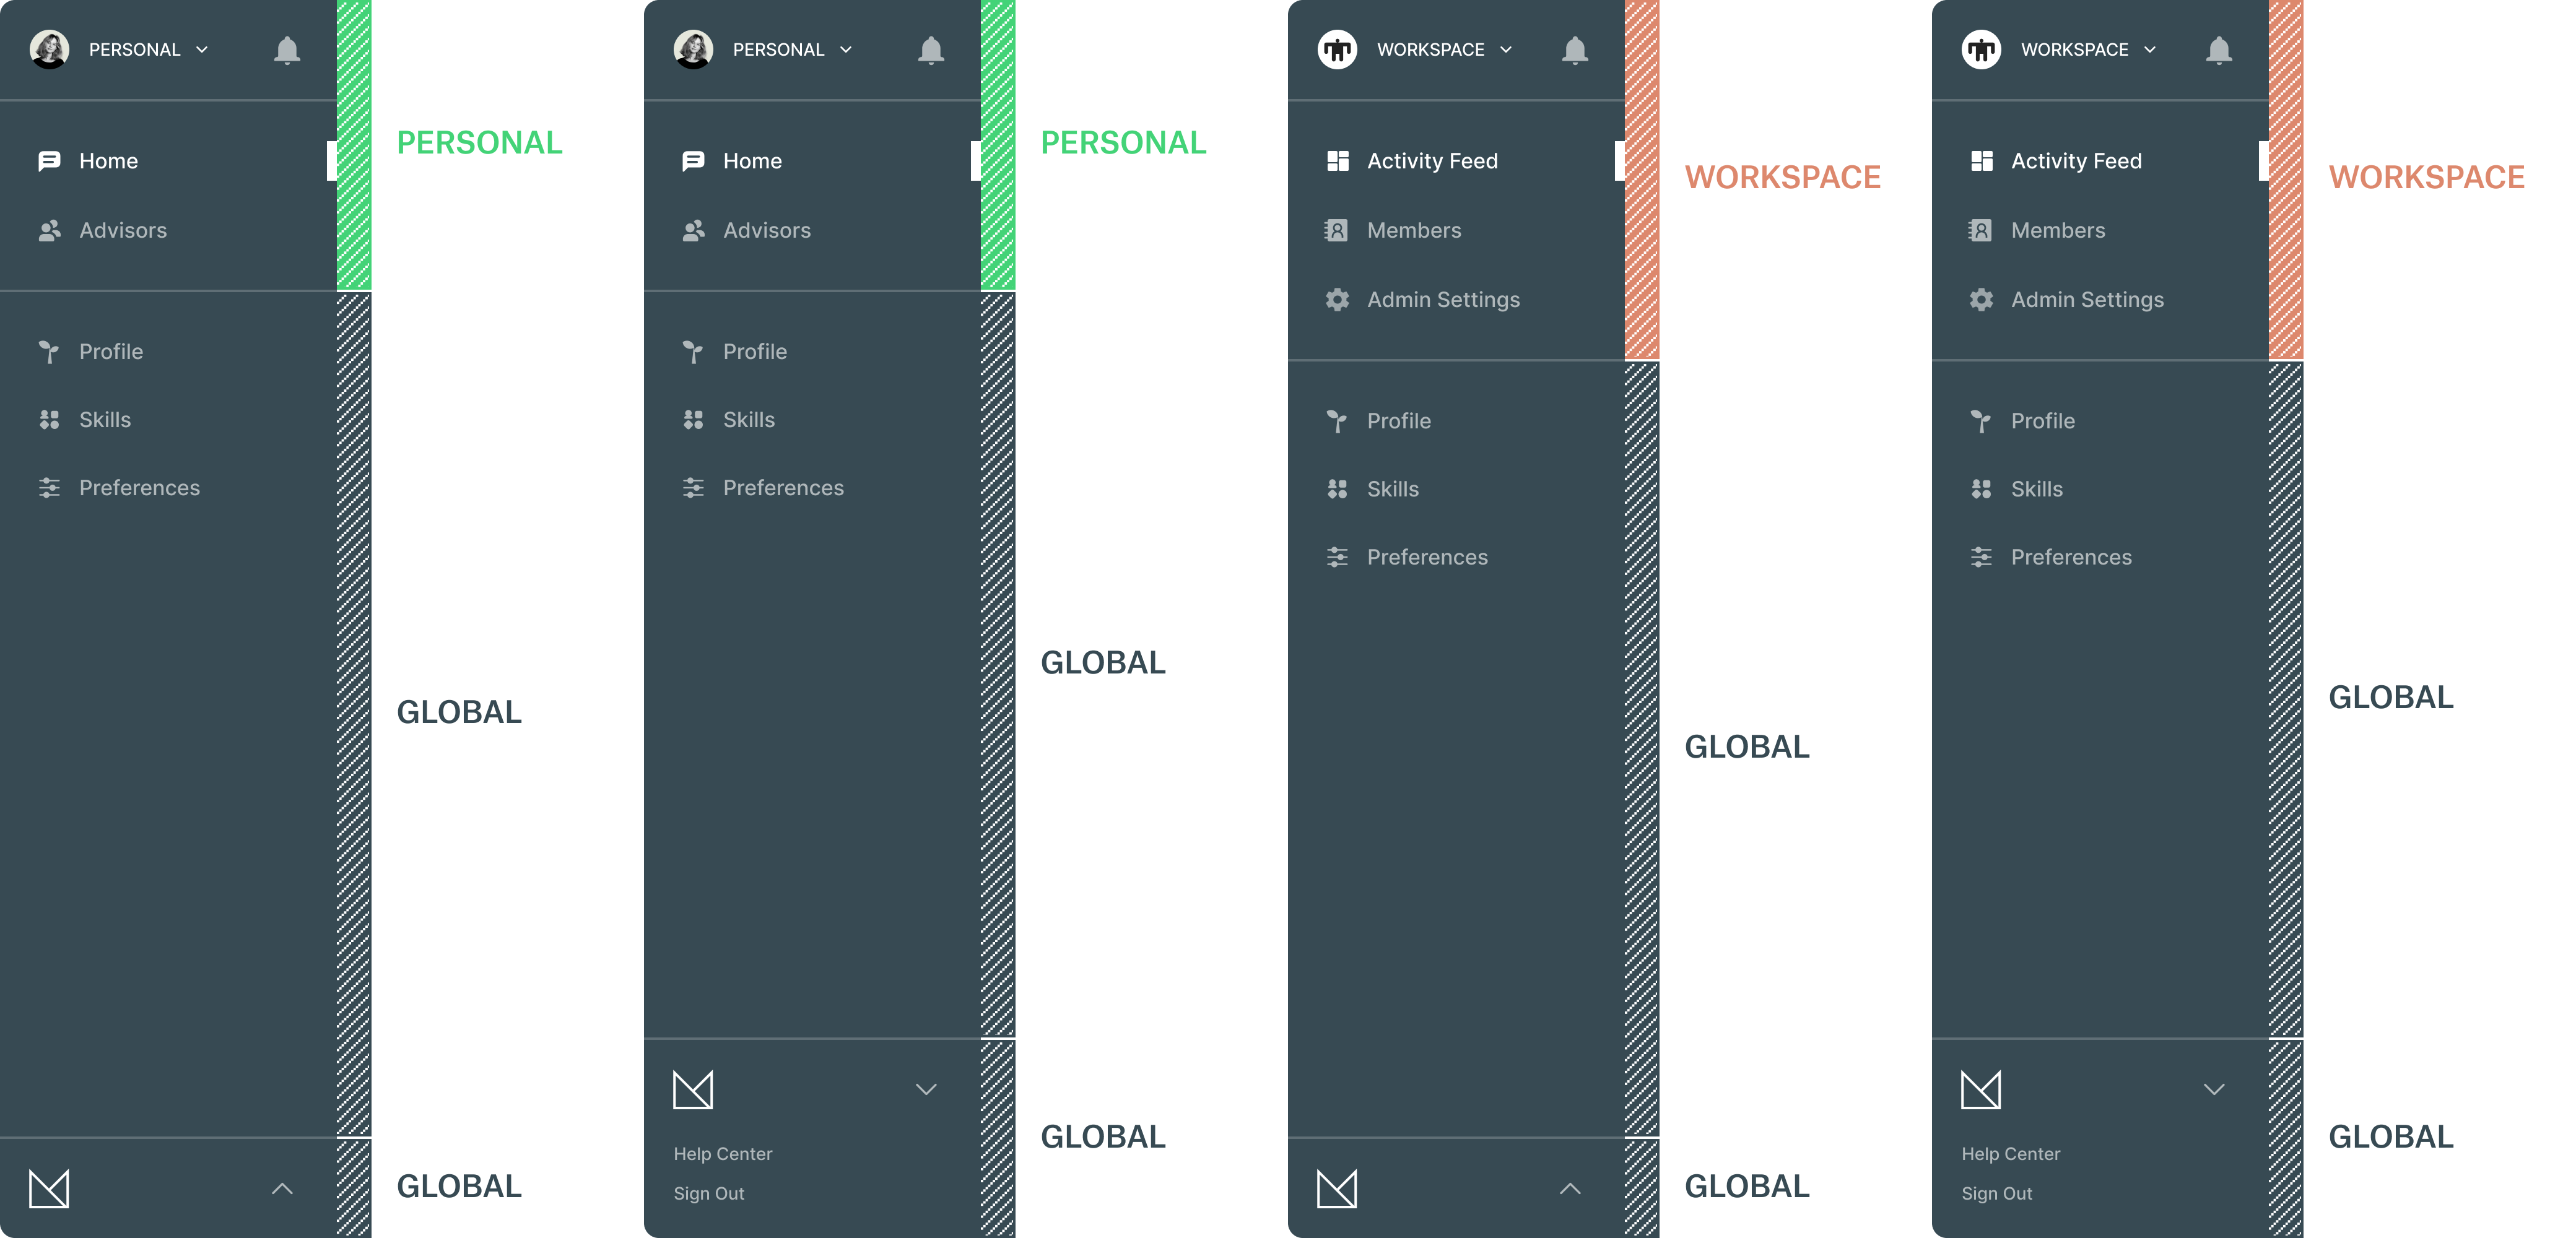 PERSONAL
Home
Advisors
Profile
Skills
Preferences
PERSONAL
GLOBAL
GLOBAL
PERSONAL
Home
Advisors
Profile
Skills
Preferences
Help Center
Sign Out
PERSONAL
GLOBAL
GLOBAL
WORKSPACE
Activity Feed
Members
Admin Settings
Profile
Skills
Preferences
WORKSPACE
GLOBAL
GLOBAL
WORKSPACE
Activity Feed
Members
Admin Settings
Profile
Skills
Preferences
Help Center
Sign Out
WORKSPACE
GLOBAL
GLOBAL